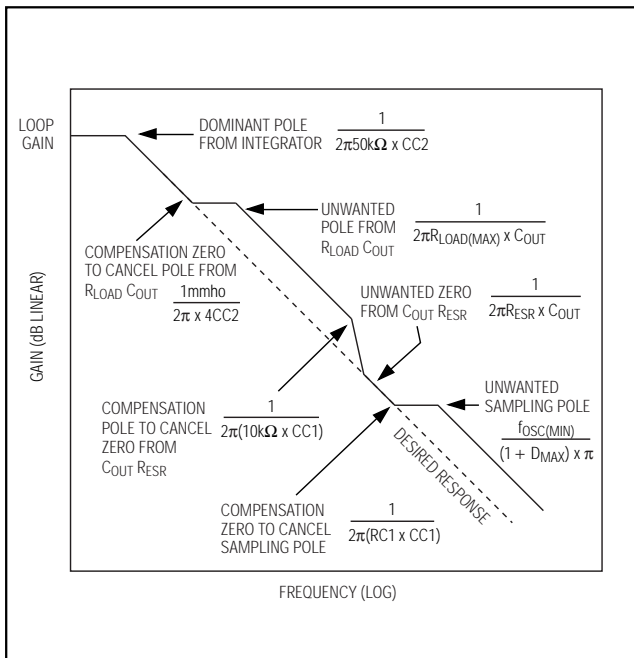 LOOP
GAIN
DOMINANT POLE
FROM INTEGRATOR
1
2π50kΩ x CC2
UNWANTED
POLE FROM
RLOAD COUT
1
2πRLOAD(MAX) x COUT
COMPENSATION ZERO
TO CANCEL POLE FROM
RLOAD COUT
1mmho
2π x 4CC2
UNWANTED ZERO
FROM COUT RESR
1
2πRESR x COUT
GAIN (dB LINEAR)
COMPENSATION
POLE TO CANCEL
ZERO FROM
COUT RESR
1
2π(10kΩ x CC1)
UNWANTED
SAMPLING POLE
fOSC(MIN)
(1 + DMAX) x π
DESIRED RESPONSE
COMPENSATION
ZERO TO CANCEL
SAMPLING POLE
1
2π(RC1 x CC1)
FREQUENCY (LOG)